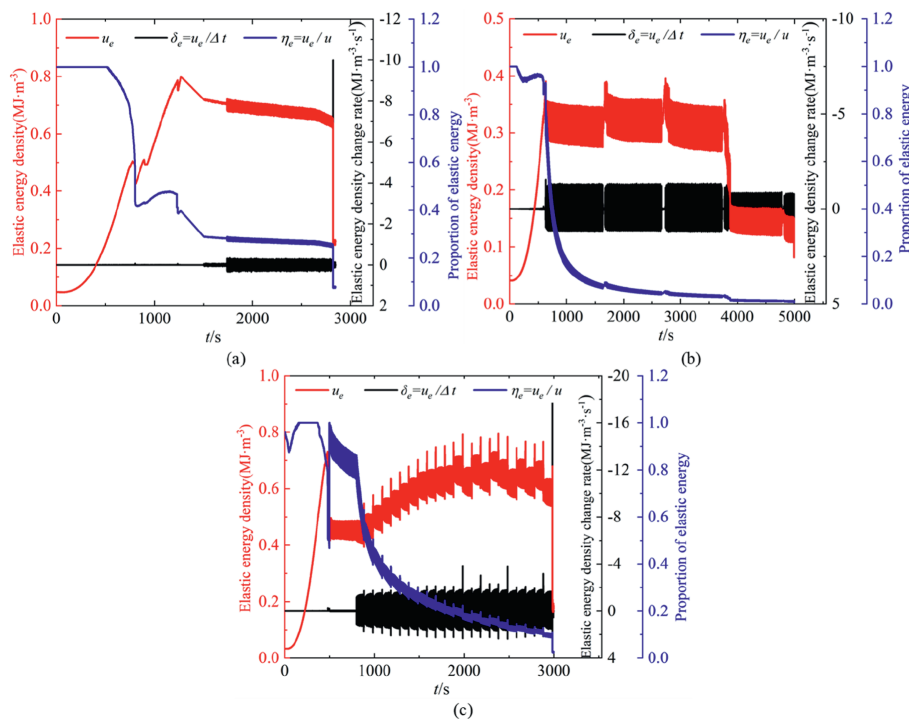 u_e δ_e=u_e/Δt η_e=u_e/u
Elastic energy density(MJ·m⁻³)
0.0 0.2 0.4 0.6 0.8 1.0
Elastic energy density change rate(MJ·m⁻³·s⁻¹)
-12 -10 -8 -6 -4 -2 0 2
Proportion of elastic energy
0.0 0.2 0.4 0.6 0.8 1.0 1.2
0 1000 2000 3000
t/s
(a)
u_e δ_e=u_e/Δt η_e=u_e/u
Elastic energy density(MJ·m⁻³)
0.0 0.1 0.2 0.3 0.4 0.5
Elastic energy density change rate(MJ·m⁻³·s⁻¹)
-10 -5 0 5
Proportion of elastic energy
0.0 0.2 0.4 0.6 0.8 1.0 1.2
0 1000 2000 3000 4000 5000
t/s
(b)
u_e δ_e=u_e/Δt η_e=u_e / u
Elastic energy density(MJ·m⁻³)
0.0 0.2 0.4 0.6 0.8 1.0
Elastic energy density change rate(MJ·m⁻³·s⁻¹)
-20 -16 -12 -8 -4 0 4
Proportion of elastic energy
0.0 0.2 0.4 0.6 0.8 1.0 1.2
0 1000 2000 3000
t/s
(c)